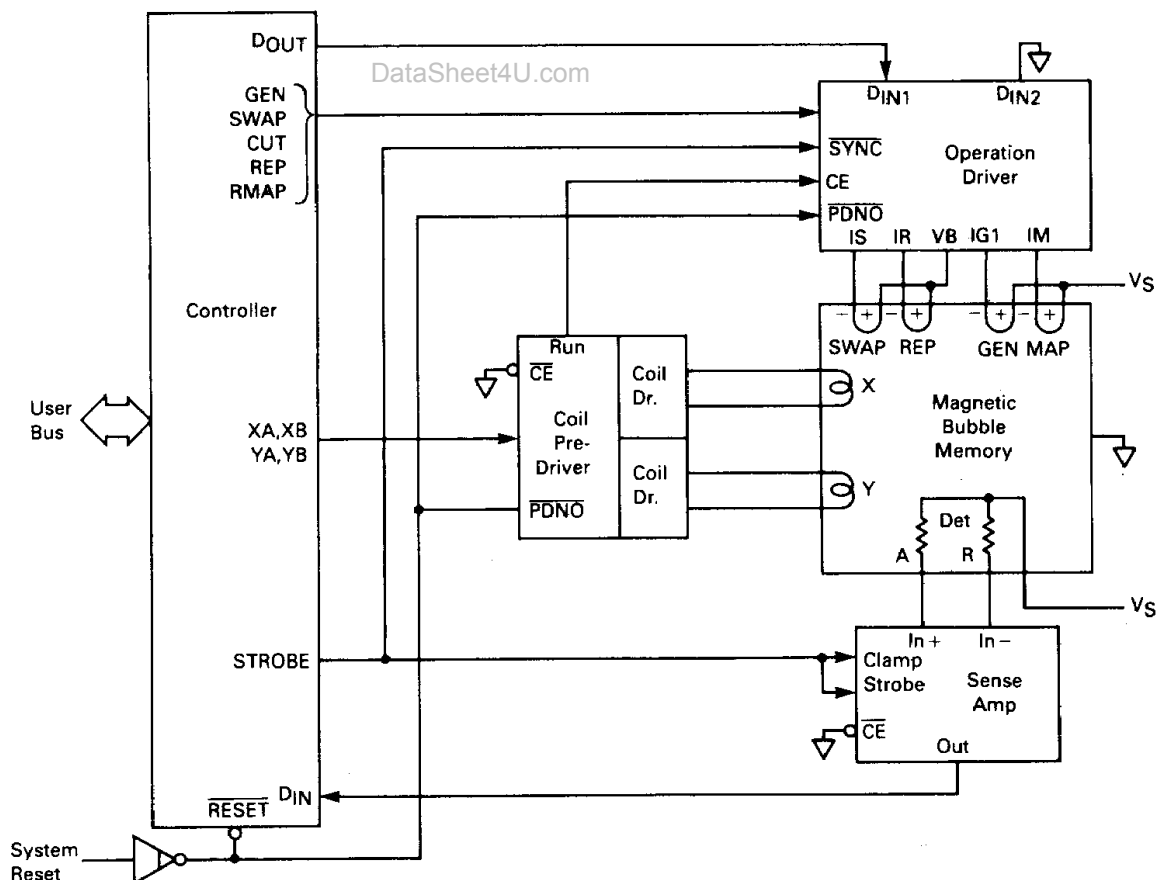 DOUT
DataSheet4U.com
GEN
SWAP
CUT
REP
RMAP
DIN1
DIN2
SYNC
CE
PDNO
Operation
Driver
IS
IR
VB
IG1
IM
VS
Controller
- + - +
- + - +
SWAP
REP
GEN
MAP
Run
CE
Coil
Pre-
Driver
PDNO
Coil
Dr.
Coil
Dr.
X
Y
Magnetic
Bubble
Memory
User
Bus
XA,XB
YA,YB
Det
A
R
VS
In+
In-
STROBE
Clamp
Strobe
Sense
Amp
CE
Out
DIN
RESET
System
Reset